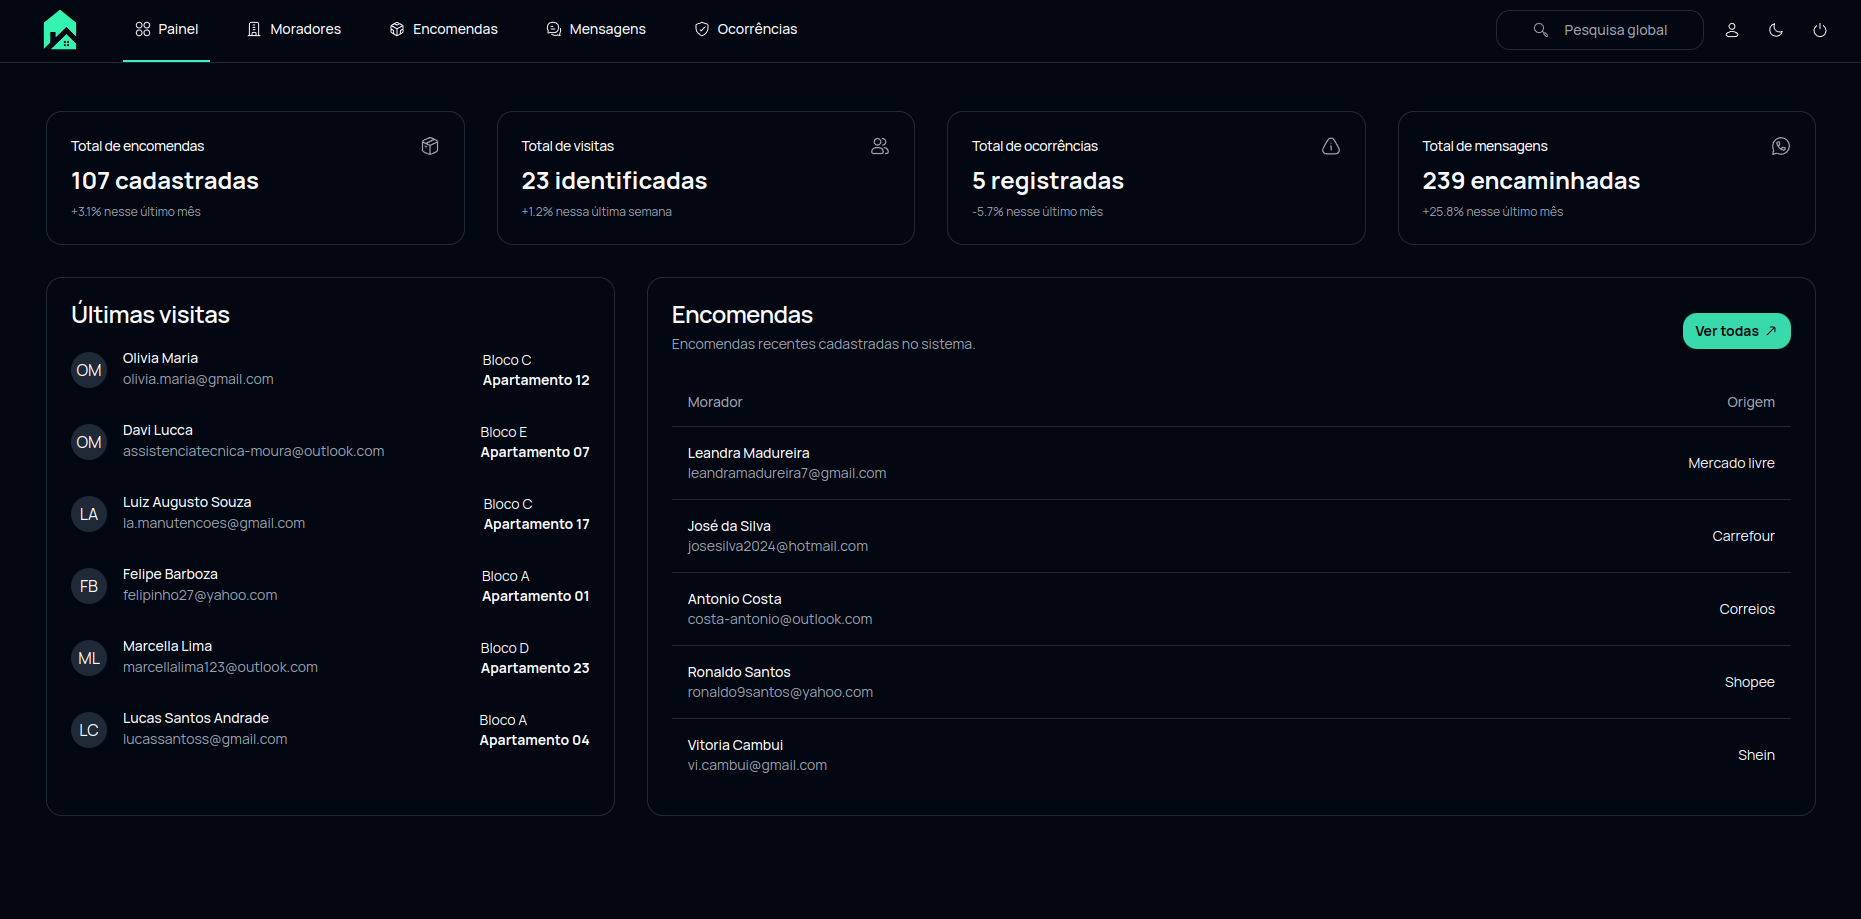 Painel
Moradores
Encomendas
Mensagens
Ocorrências
Pesquisa global
Total de encomendas
107 cadastradas
+3.1% nesse último mês
Total de visitas
23 identificadas
+1.2% nessa última semana
Total de ocorrências
5 registradas
-5.7% nesse último mês
Total de mensagens
239 encaminhadas
+25.8% nesse último mês
Últimas visitas
OM
Olivia Maria
olivia.maria@gmail.com
Bloco C
Apartamento 12
OM
Davi Lucca
assistenciatecnica-moura@outlook.com
Bloco E
Apartamento 07
LA
Luiz Augusto Souza
la.manutencoes@gmail.com
Bloco C
Apartamento 17
FB
Felipe Barboza
felipinho27@yahoo.com
Bloco A
Apartamento 01
ML
Marcella Lima
marcellalima123@outlook.com
Bloco D
Apartamento 23
LC
Lucas Santos Andrade
lucassantoss@gmail.com
Bloco A
Apartamento 04
Encomendas
Encomendas recentes cadastradas no sistema.
Ver todas
Morador
Origem
Leandra Madureira
leandramadureira7@gmail.com
Mercado livre
José da Silva
josesilva2024@hotmail.com
Carrefour
Antonio Costa
costa-antonio@outlook.com
Correios
Ronaldo Santos
ronaldo9santos@yahoo.com
Shopee
Vitoria Cambui
vi.cambui@gmail.com
Shein